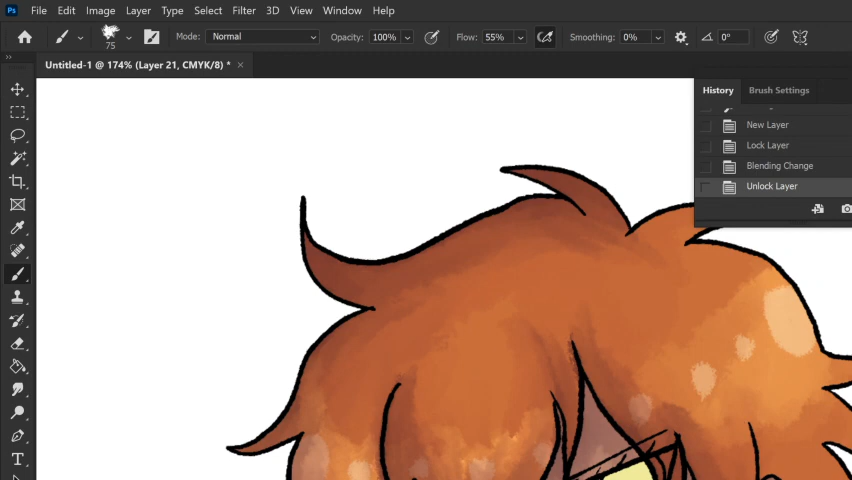 Ps File Edit Image Layer Type Select Filter 3D View Window Help
75 Mode: Normal Opacity: 100% Flow: 55% Smoothing: 0% 0°
Untitled-1 @ 174% (Layer 21, CMYK/8) * ×
History Brush Settings
New Layer
Lock Layer
Blending Change
Unlock Layer
T